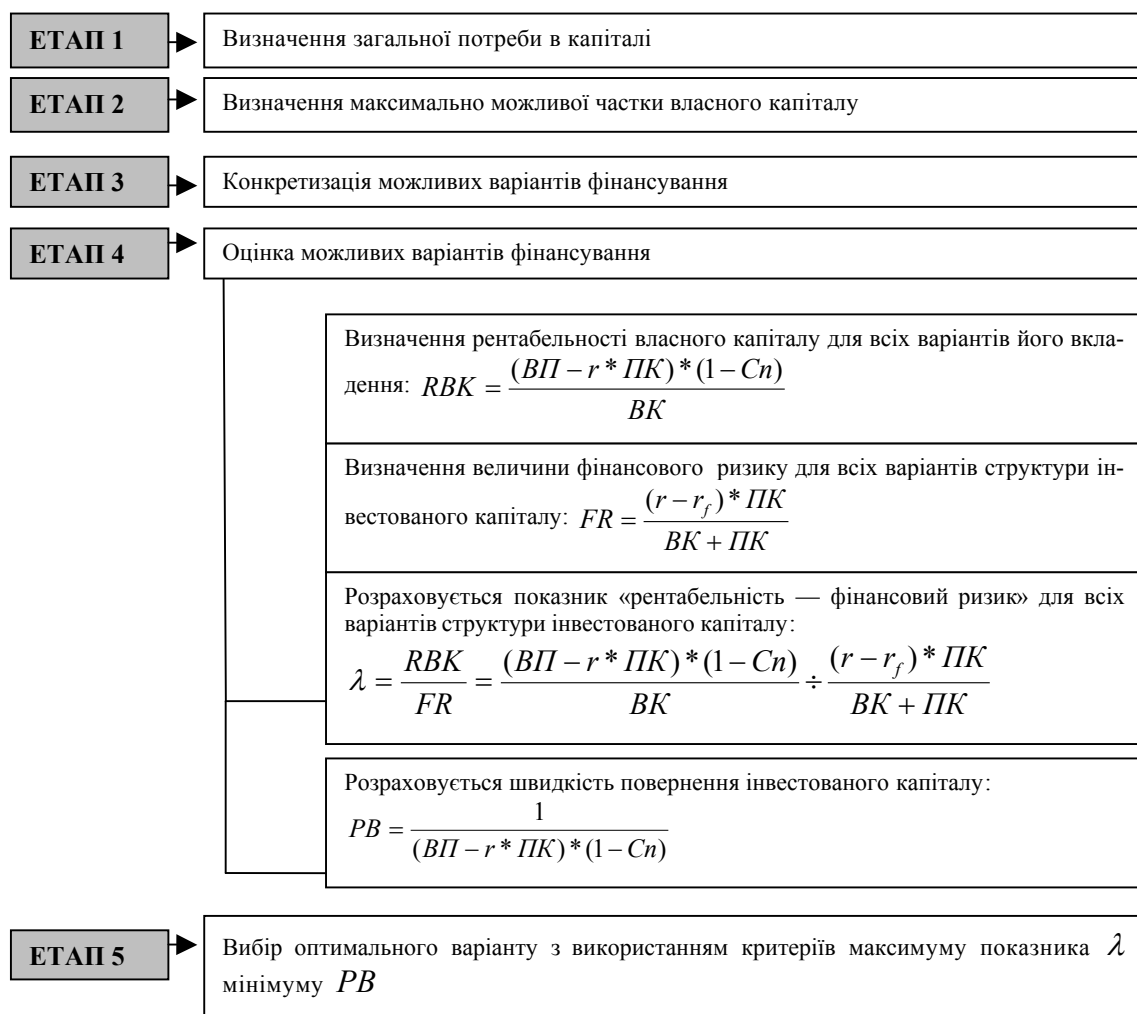 ЕТАП 1
Визначення загальної потреби в капіталі
ЕТАП 2
Визначення максимально можливої частки власного капіталу
ЕТАП 3
Конкретизація можливих варіантів фінансування
ЕТАП 4
Оцінка можливих варіантів фінансування
Визначення рентабельності власного капіталу для всіх варіантів його вкла-
дення: RBK = (ВП – r * ПК) * (1 – Cn) / ВК
Визначення величини фінансового ризику для всіх варіантів структури ін-
вестованого капіталу: FR = (r – r_f) * ПК / ВК + ПК
Розраховується показник «рентабельність — фінансовий ризик» для всіх
варіантів структури інвестованого капіталу:
λ = RBK / FR = (ВП – r * ПК) * (1 – Cn) / ВК ÷ (r – r_f) * ПК / ВК + ПК
Розраховується швидкість повернення інвестованого капіталу:
PB = 1 / (ВП – r * ПК) * (1 – Cn)
ЕТАП 5
Вибір оптимального варіанту з використанням критеріїв максимуму показника λ
мінімуму PB